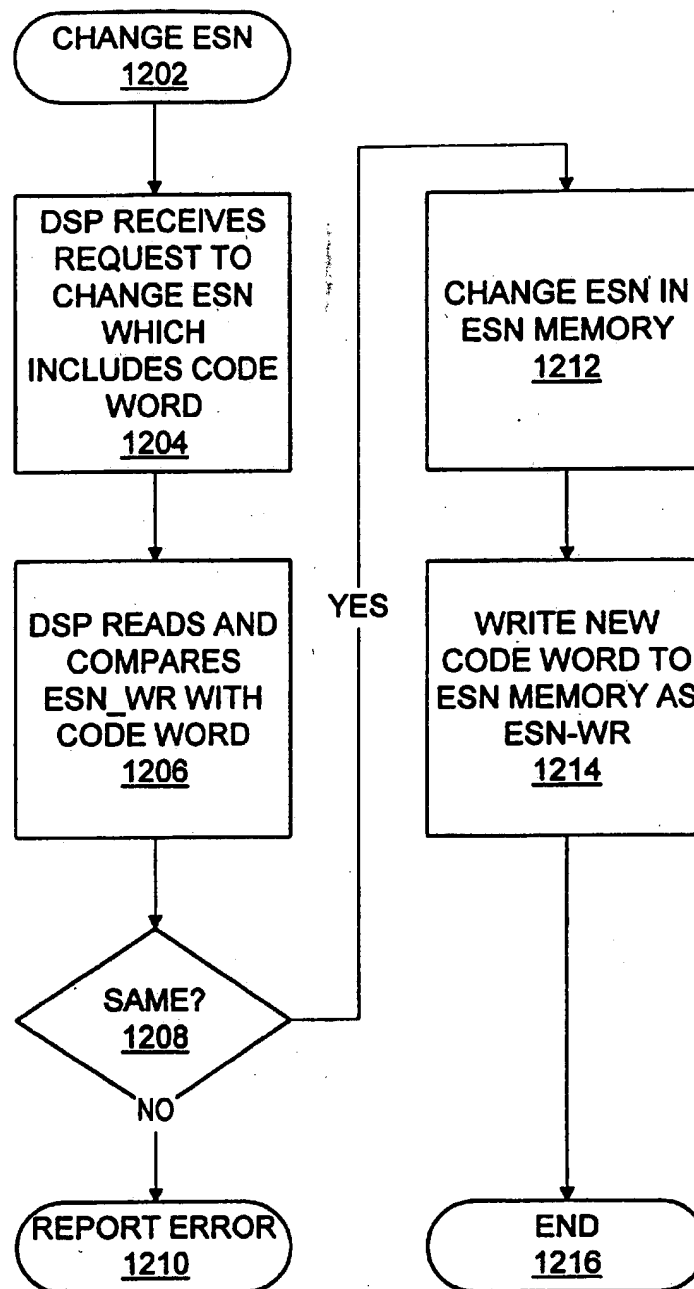 CHANGE ESN
1202
DSP RECEIVES
REQUEST TO
CHANGE ESN
WHICH
INCLUDES CODE
WORD
1204
DSP READS AND
COMPARES
ESN_WR WITH
CODE WORD
1206
SAME?
1208
NO
REPORT ERROR
1210
YES
CHANGE ESN IN
ESN MEMORY
1212
WRITE NEW
CODE WORD TO
ESN MEMORY AS
ESN-WR
1214
END
1216